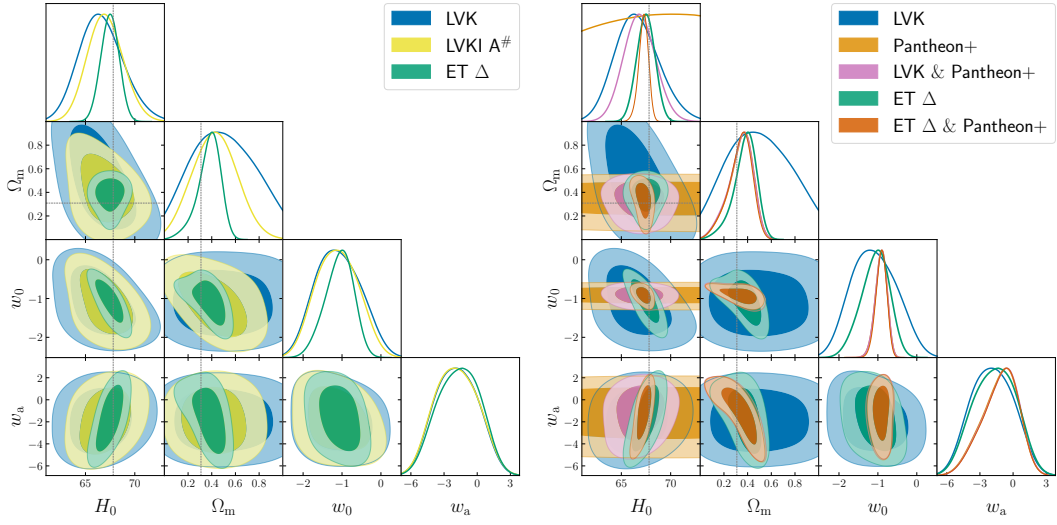 LVK
LVKI A#
ET Δ
0.8
0.6
0.4
0.2
Ωm
0
−1
−2
w0
2
0
−2
−4
−6
wa
65 70
0.2 0.4 0.6 0.8
−2 −1 0
−6 −3 0 3
H0
Ωm
w0
wa
LVK
Pantheon+
LVK & Pantheon+
ET Δ
ET Δ & Pantheon+
0.8
0.6
0.4
0.2
Ωm
0
−1
−2
w0
2
0
−2
−4
−6
wa
65 70
0.2 0.4 0.6 0.8
−2 −1 0
−6 −3 0 3
H0
Ωm
w0
wa